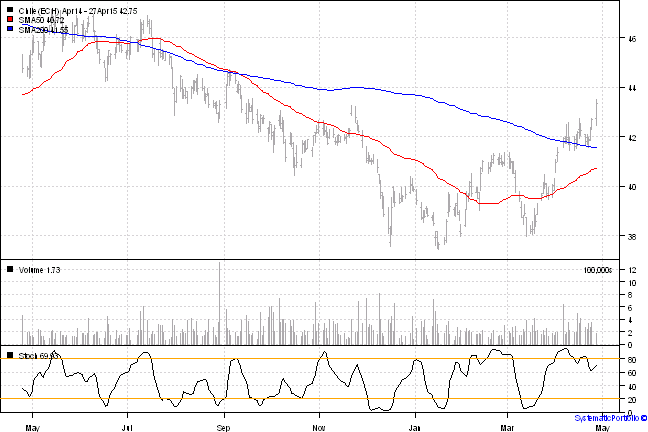 Chile (ECH) Apr14 - 27Apr15 42.75
SMA50 40.72
SMA200 41.55
46
44
42
40
38
Volume 1.73
100,000s
12
10
8
6
4
2
0
Stoch
80
60
40
20
0
May
Jul
Sep
Nov
Jan
Mar
May
SystematicPortfolio ©